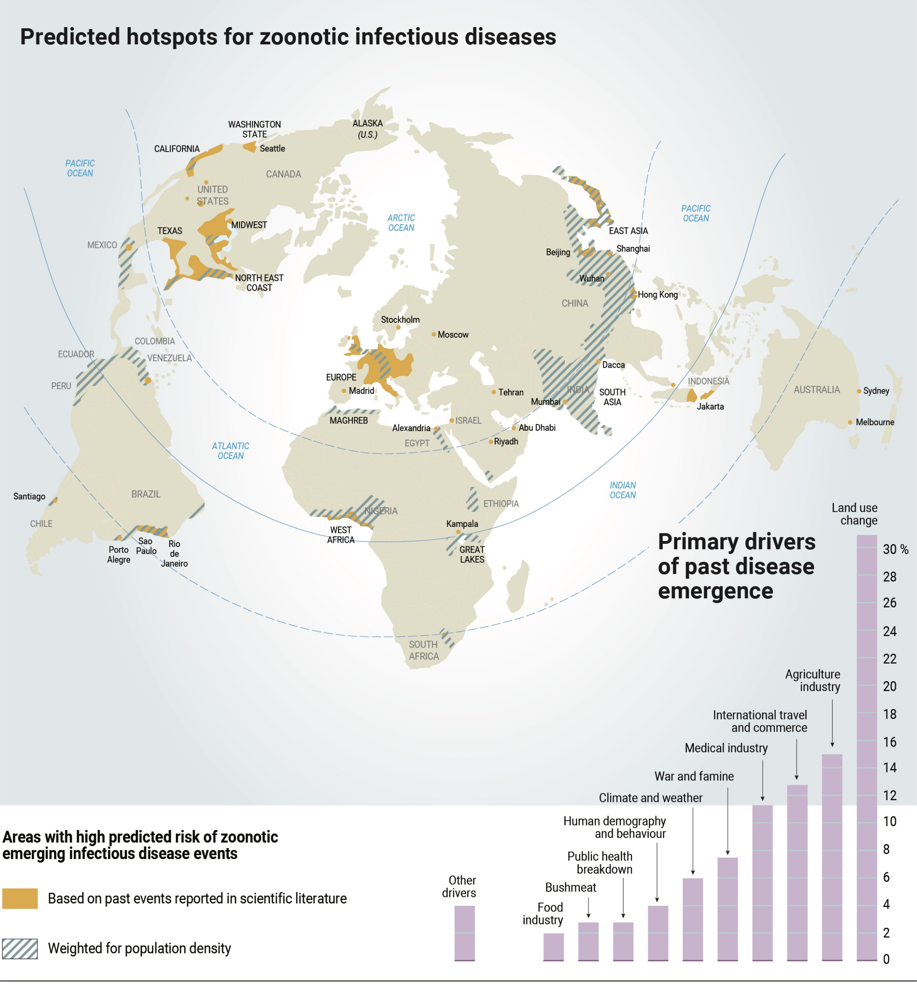 Predicted hotspots for zoonotic infectious diseases
ALASKA
(U.S.)
WASHINGTON
STATE
Seattle
CALIFORNIA
PACIFIC
OCEAN
CANADA
UNITED
STATES
MIDWEST
TEXAS
MEXICO
NORTH EAST
COAST
ARCTIC
OCEAN
PACIFIC
OCEAN
EAST ASIA
Beijing
Shanghai
Wuhan
Hong Kong
CHINA
Stockholm
Moscow
COLOMBIA
ECUADOR
VENEZUELA
PERU
EUROPE
Madrid
MAGHREB
Tehran
Dacca
INDIA
SOUTH
ASIA
Mumbai
INDONESIA
Jakarta
AUSTRALIA
Sydney
Melbourne
ISRAEL
Alexandria
EGYPT
Abu Dhabi
Riyadh
ATLANTIC
OCEAN
INDIAN
OCEAN
Santiago
BRAZIL
CHILE
Porto
Alegre
Sao
Paulo
Rio
de
Janeiro
NIGERIA
WEST
AFRICA
ETHIOPIA
Kampala
GREAT
LAKES
SOUTH
AFRICA
Primary drivers
of past disease
emergence
Land use
change
30 %
28
26
24
22
20
18
16
14
12
10
8
6
4
2
0
Agriculture
industry
International travel
and commerce
Medical industry
War and famine
Climate and weather
Human demography
and behaviour
Public health
breakdown
Bushmeat
Food
industry
Other
drivers
Areas with high predicted risk of zoonotic
emerging infectious disease events
Based on past events reported in scientific literature
Weighted for population density